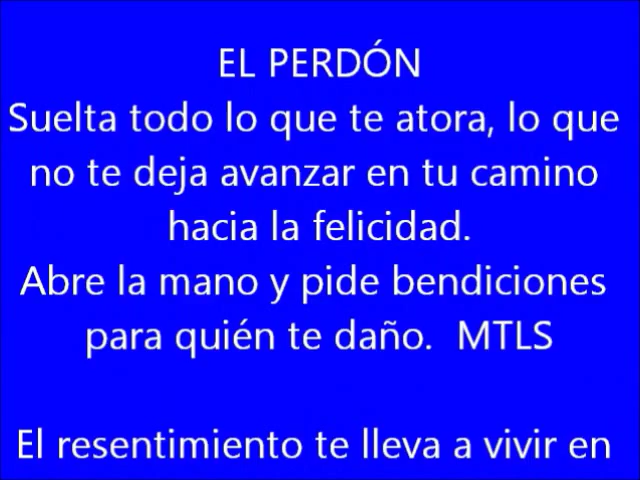 EL PERDÓN
Suelta todo lo que te atora, lo que
no te deja avanzar en tu camino
hacia la felicidad.
Abre la mano y pide bendiciones
para quién te daño.  MTLS
El resentimiento te lleva a vivir en